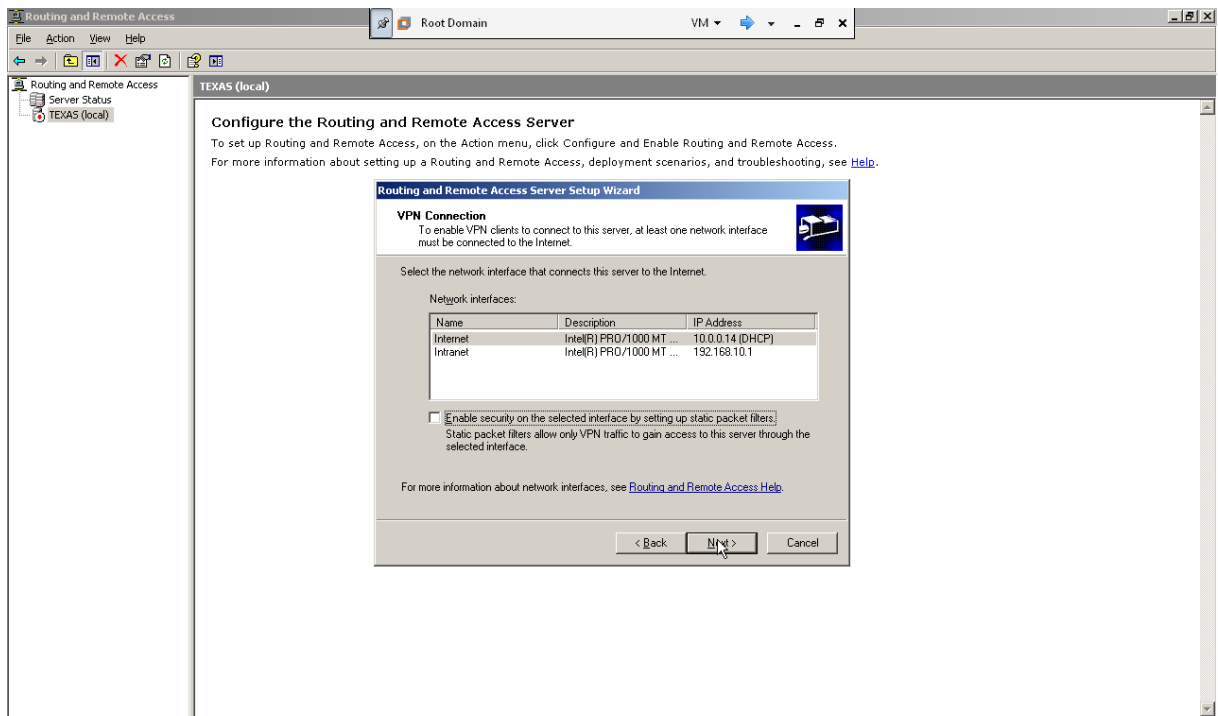 Routing and Remote Access
Root Domain
VM
File Action View Help
Routing and Remote Access
Server Status
TEXAS (local)
TEXAS (local)
Configure the Routing and Remote Access Server
To set up Routing and Remote Access, on the Action menu, click Configure and Enable Routing and Remote Access.
For more information about setting up a Routing and Remote Access, deployment scenarios, and troubleshooting, see Help.
Routing and Remote Access Server Setup Wizard
VPN Connection
To enable VPN clients to connect to this server, at least one network interface
must be connected to the Internet.
Select the network interface that connects this server to the Internet.
Network interfaces:
Name Description IP Address
Internet Intel(R) PRO/1000 MT ... 10.0.0.14 (DHCP)
Intranet Intel(R) PRO/1000 MT ... 192.168.10.1
Enable security on the selected interface by setting up static packet filters.
Static packet filters allow only VPN traffic to gain access to this server through the
selected interface.
For more information about network interfaces, see Routing and Remote Access Help.
< Back Next > Cancel